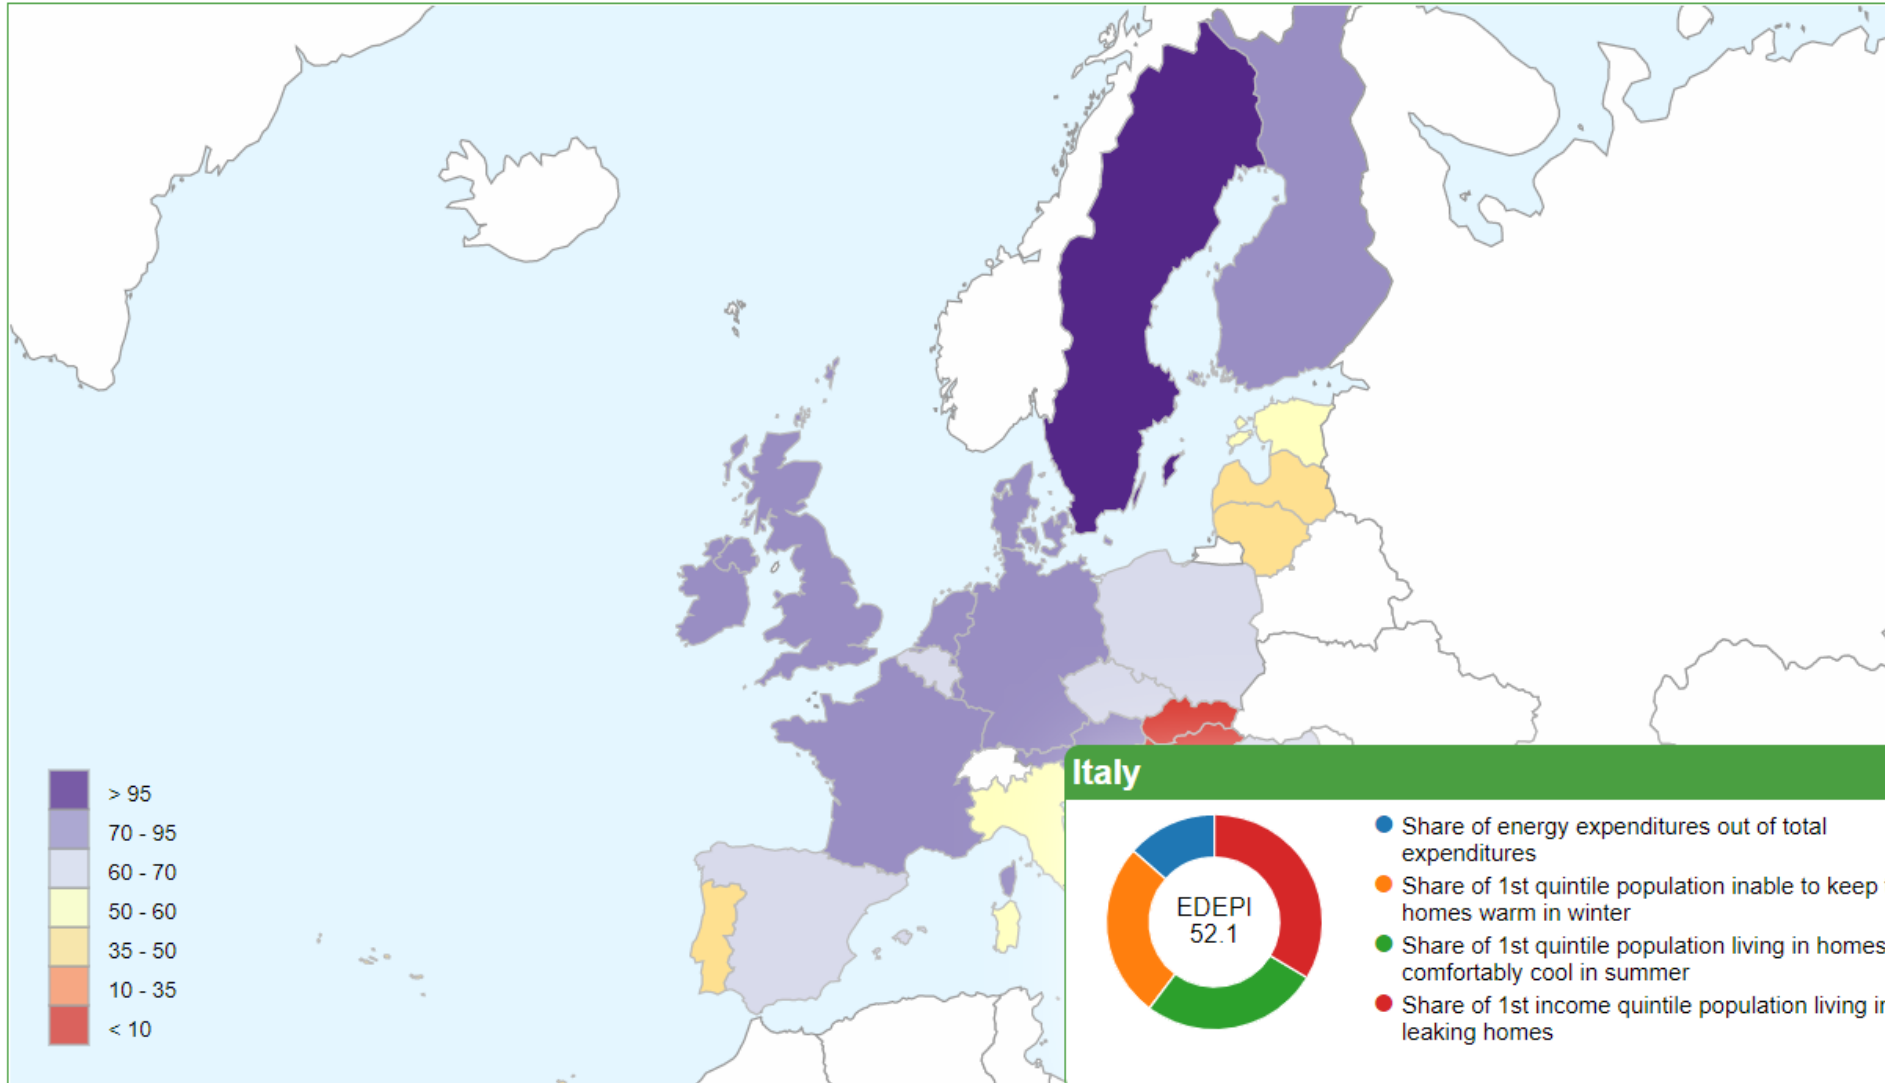 > 95
70 - 95
60 - 70
50 - 60
35 - 50
10 - 35
< 10
Italy
EDEPI
52.1
Share of energy expenditures out of total
expenditures
Share of 1st quintile population inable to keep
homes warm in winter
Share of 1st quintile population living in homes
comfortably cool in summer
Share of 1st income quintile population living in
leaking homes